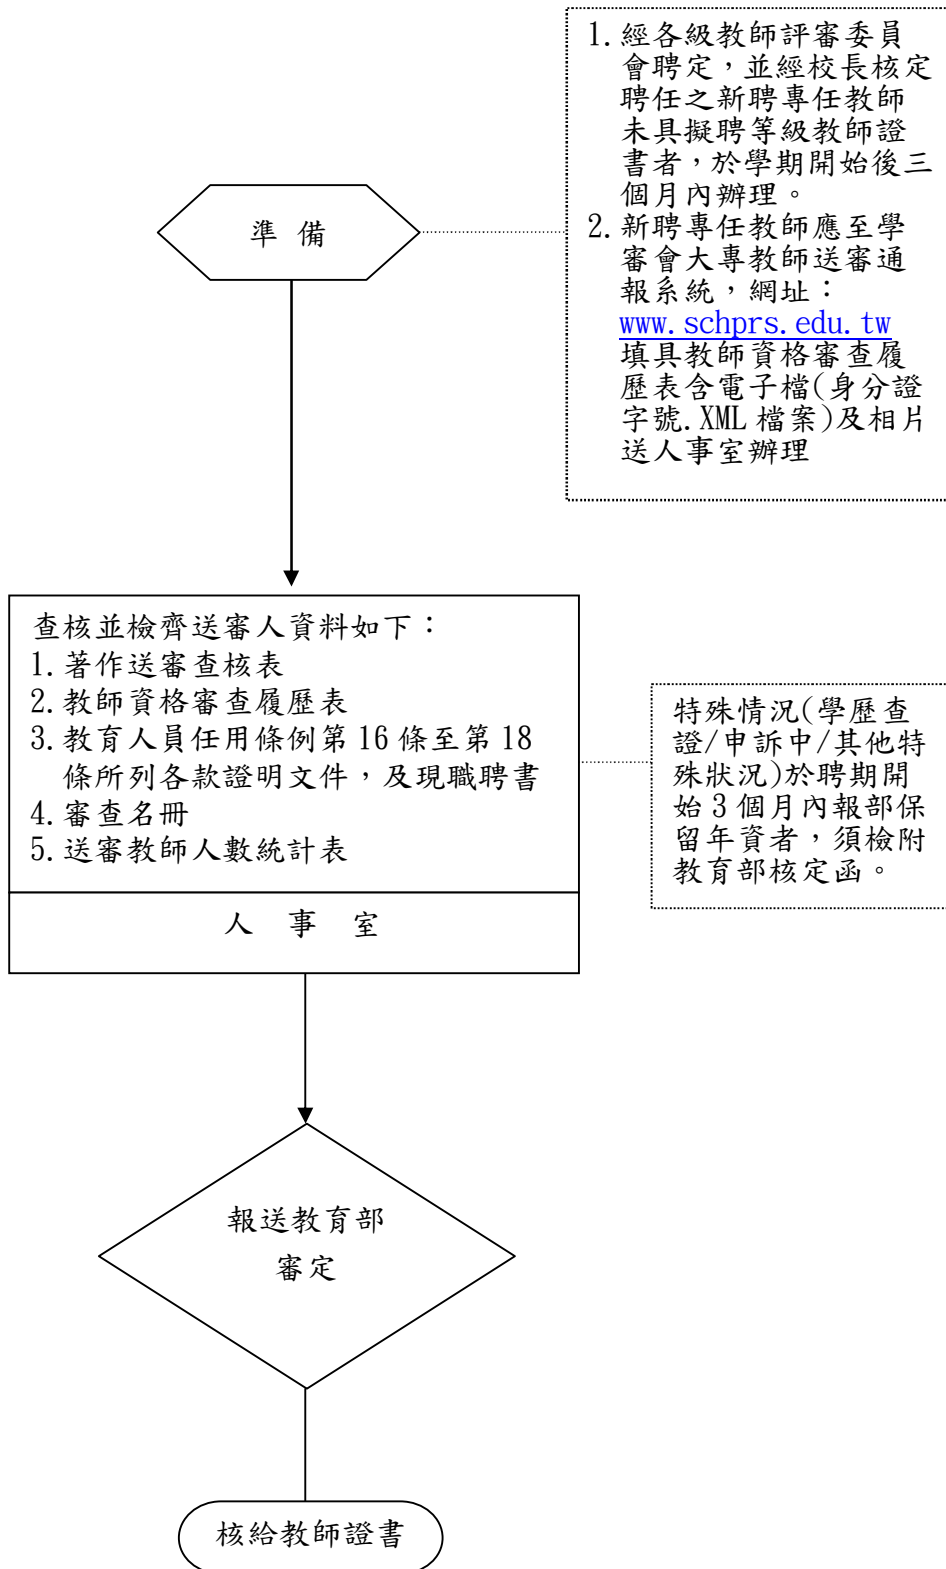 1.經各級教師評審委員
會聘定，並經校長核定
聘任之新聘專任教師
未具擬聘等級教師證
書者，於學期開始後三
個月內辦理。
2.新聘專任教師應至學
審會大專教師送審通
報系統，網址：
www.schprs.edu.tw
填具教師資格審查履
歷表含電子檔(身分證
字號.XML 檔案)及相片
送人事室辦理
準 備
查核並檢齊送審人資料如下：
1.著作送審查核表
2.教師資格審查履歷表
3.教育人員任用條例第 16 條至第 18
條所列各款證明文件，及現職聘書
4.審查名冊
5.送審教師人數統計表
人 事 室
特殊情況(學歷查
證/申訴中/其他特
殊狀況)於聘期開
始 3 個月內報部保
留年資者，須檢附
教育部核定函。
報送教育部
審定
核給教師證書